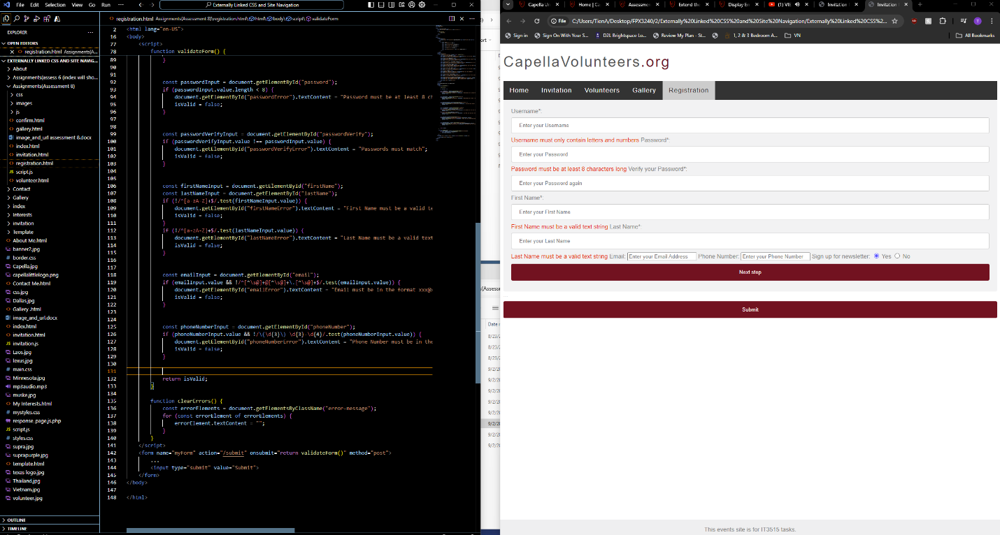 File Edit Selection View Go Run ... Externally Linked CSS and Site Navigation
EXPLORER ...
OPEN EDITORS
registration.html Assignments(A...
EXTERNALLY LINKED CSS AND SITE NAVIG...
About
Assignments(assess 6 (index will sho...
Assignments(Assessment 8)
css
images
js
confirm.html
gallery.html
image_and_url assessment 8.docx
index.html
invitation.html
registration.html
script.js
volunteer.html
Contact
Gallery
index
Interests
invitation
Template
About Me.html
banner2.jpg
border.css
Capella.jpg
capellalittlelogo.png
Contact Me.html
css.jpg
Dallas.jpg
Gallery .html
image_and_url.docx
index.html
invitation.html
invitation.js
Laos.jpg
lexus.jpg
main.css
Minnesota.jpg
mp3audio.mp3
muske.jpg
My Interests.html
mystyles.css
response_page.js.php
script.js
styles.css
supra.jpg
suprapurple.jpg
template.html
texas logo.jpg
Thailand.jpg
Vietnam.jpg
volunteer.jpg
OUTLINE
TIMELINE
registration.html Assignments(Assessment 8)\registration.html html body script validateForm
2 <html lang="en-US">
16 <body>
77 <script>
78 function validateForm() {
89 }
90
91
92 const passwordInput = document.getElementById("password");
93 if (passwordInput.value.length < 8) {
94 document.getElementById("passwordError").textContent = "Password must be at least 8 ch
95 isValid = false;
96 }
97
98
99 const passwordVerifyInput = document.getElementById("passwordVerify");
100 if (passwordVerifyInput.value !== passwordInput.value) {
101 document.getElementById("passwordVerifyError").textContent = "Passwords must match";
102 isValid = false;
103 }
104
105
106 const firstNameInput = document.getElementById("firstName");
107 const lastNameInput = document.getElementById("lastName");
108 if (!/^[a-zA-Z]+$/.test(firstNameInput.value)) {
109 document.getElementById("firstNameError").textContent = "First Name must be a valid te
110 isValid = false;
111 }
112 if (!/^[a-zA-Z]+$/.test(lastNameInput.value)) {
113 document.getElementById("lastNameError").textContent = "Last Name must be a valid text
114 isValid = false;
115 }
116
117
118 const emailInput = document.getElementById("email");
119 if (emailInput.value && !/^[^\s@]+@[^\s@]+\.[^\s@]+$/.test(emailInput.value)) {
120 document.getElementById("emailError").textContent = "Email must be in the format xxx@
121 isValid = false;
122 }
123
124
125 const phoneNumberInput = document.getElementById("phoneNumber");
126 if (phoneNumberInput.value && !/\(\d{3}\) \d{3}-\d{4}/.test(phoneNumberInput.value)) {
127 document.getElementById("phoneNumberError").textContent = "Phone Number must be in the
128 isValid = false;
129 }
130
131
132 return isValid;
133 }
134
135 function clearErrors() {
136 const errorElements = document.getElementsByClassName("error-message");
137 for (const errorElement of errorElements) {
138 errorElement.textContent = "";
139 }
140 }
141 </script>
142 <form name="myForm" action="/submit" onsubmit="return validateForm()" method="post">
143 ...
144 <input type="submit" value="Submit">
145 </form>
146 </body>
147
148 </html>
Capella Un Home | Ca Assessmen Extend the Display En (1) VIE Invitation Invitation
File C:/Users/TienA/Desktop/FPX3240/2/Externally%20Linked%20CSS%20and%20Site%20Navigation/Externally%20Linked%20CSS%2...
Sign in Sign On With Your S... D2L Brightspace Lo... Review My Plan - St... 1, 2 & 3 Bedroom A... VN All Bookmarks
CapellaVolunteers.org
Home Invitation Volunteers Gallery Registration
Username*:
Enter your Username
Username must only contain letters and numbers Password*:
Enter your Password
Password must be at least 8 characters long Verify your Password*:
Enter your Password again
First Name*:
Enter your First Name
First Name must be a valid text string Last Name*:
Enter your Last Name
Last Name must be a valid text string Email: Enter your Email Address Phone Number: Enter your Phone Number Sign up for newsletter: Yes No
Next step
Submit
This events site is for IT3515 tasks.